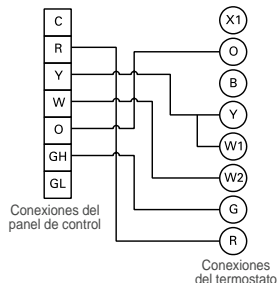 C
R
Y
W
O
GH
GL
Conexiones del
panel de control
X1
O
B
Y
W1
W2
G
R
Conexiones
del termostato